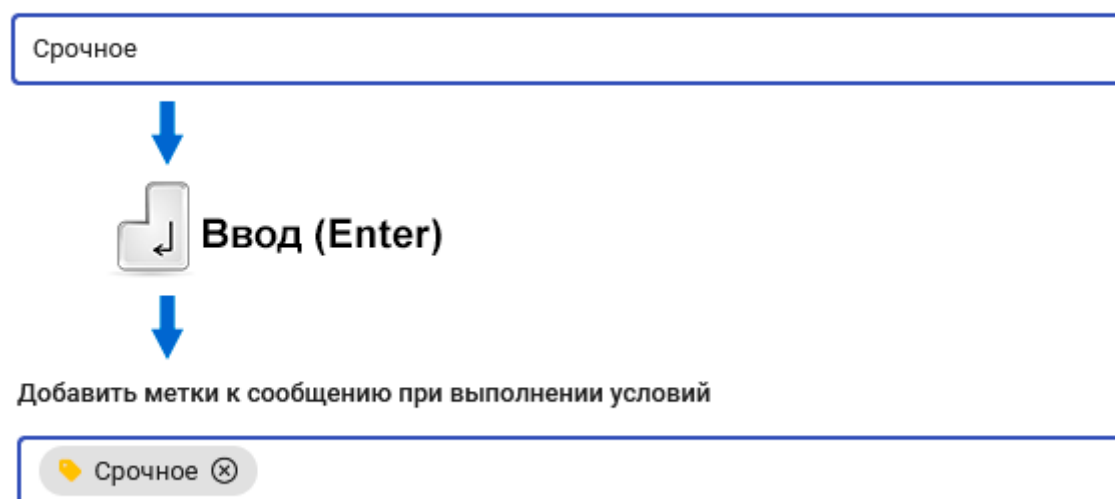 Срочное
Ввод (Enter)
Добавить метки к сообщению при выполнении условий
Срочное